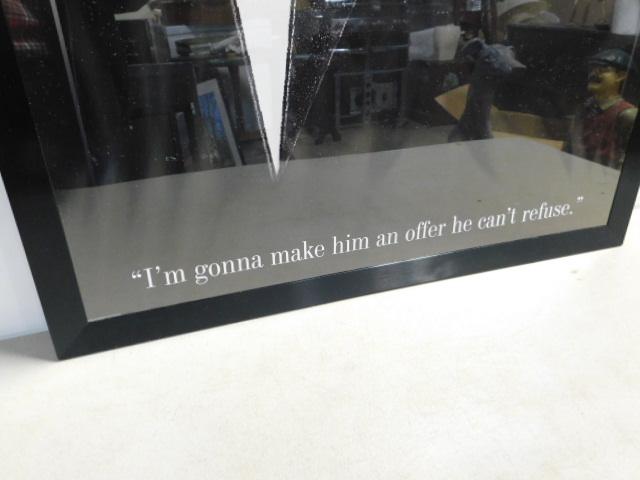 “I’m gonna make him an offer he can’t refuse.”